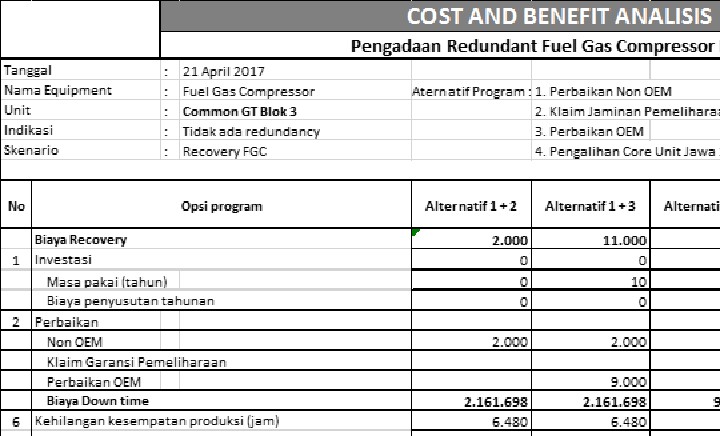 COST AND BENEFIT ANALISIS
Pengadaan Redundant Fuel Gas Compressor
Tanggal : 21 April 2017
Nama Equipment : Fuel Gas Compressor Aternatif Program : 1. Perbaikan Non OEM
Unit : Common GT Blok 3 2. Klaim Jaminan Pemelihara
Indikasi : Tidak ada redundancy 3. Perbaikan OEM
Skenario : Recovery FGC 4. Pengalihan Core Unit Jawa
No Opsi program Alternatif 1 + 2 Alternatif 1 + 3 Alternati
Biaya Recovery 2.000 11.000
1 Investasi 0 0
Masa pakai (tahun) 0 10
Biaya penyusutan tahunan 0 0
2 Perbaikan
Non OEM 2.000 2.000
Klaim Garansi Pemeliharaan
Perbaikan OEM 9.000
Biaya Down time 2.161.698 2.161.698 9
6 Kehilangan kesempatan produksi (jam) 6.480 6.480